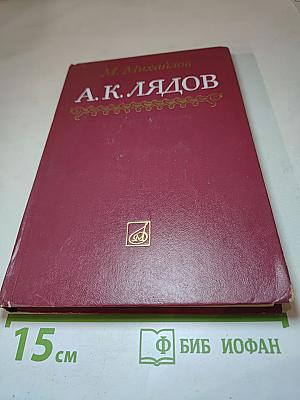 М. Михайлов
А. К. ЛЯДОВ
15 см
Ф БИБ ИОФАН